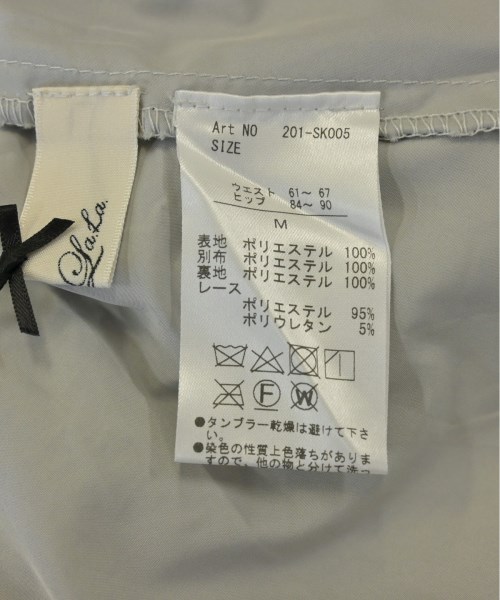 La.La.
Art NO 201-SK005
SIZE
ウエスト 61～ 67
ヒップ 84～ 90
M
表地 ポリエステル 100%
別布 ポリエステル 100%
裏地 ポリエステル 100%
レース
ポリエステル 95%
ポリウレタン 5%
F W
●タンブラー乾燥は避けて下さ
い。
●染色の性質上色落ちがありま
すので、他の物と分けて洗っ